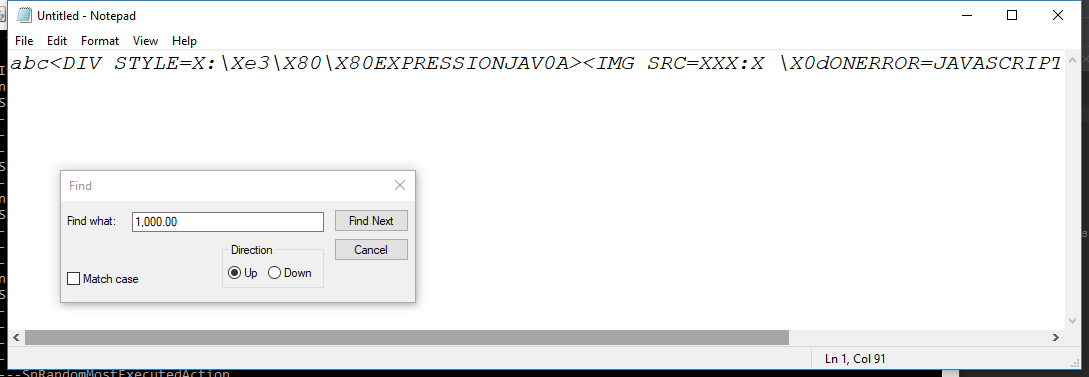 Untitled - Notepad
File Edit Format View Help
abc<DIV STYLE=X:\Xe3\X80\X80EXPRESSIONJAV0A><IMG SRC=XXX:X \X0dONERROR=JAVASCRIPT
Find
Find what: 1,000.00 Find Next
Direction Cancel
Up Down
Match case
Ln 1, Col 91
---SnRandomMostExecutedAction